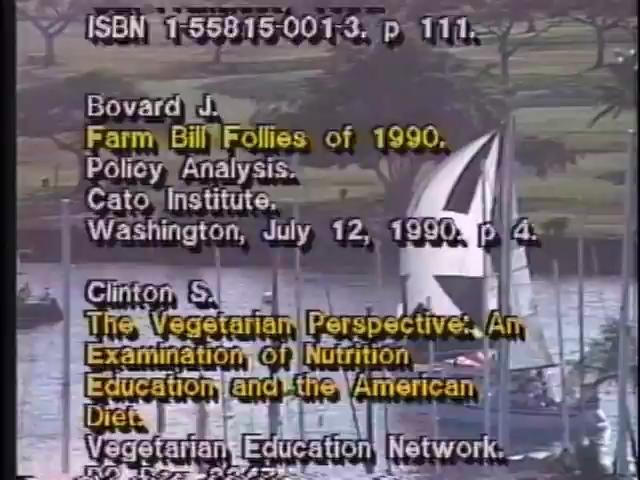 ISBN 1-55815-001-3. p 111.
Bovard J.
Farm Bill Follies of 1990.
Policy Analysis.
Cato Institute.
Washington, July 12, 1990. p 4.
Clinton S.
The Vegetarian Perspective: An
Examination of Nutrition
Education and the American
Diet.
Vegetarian Education Network.